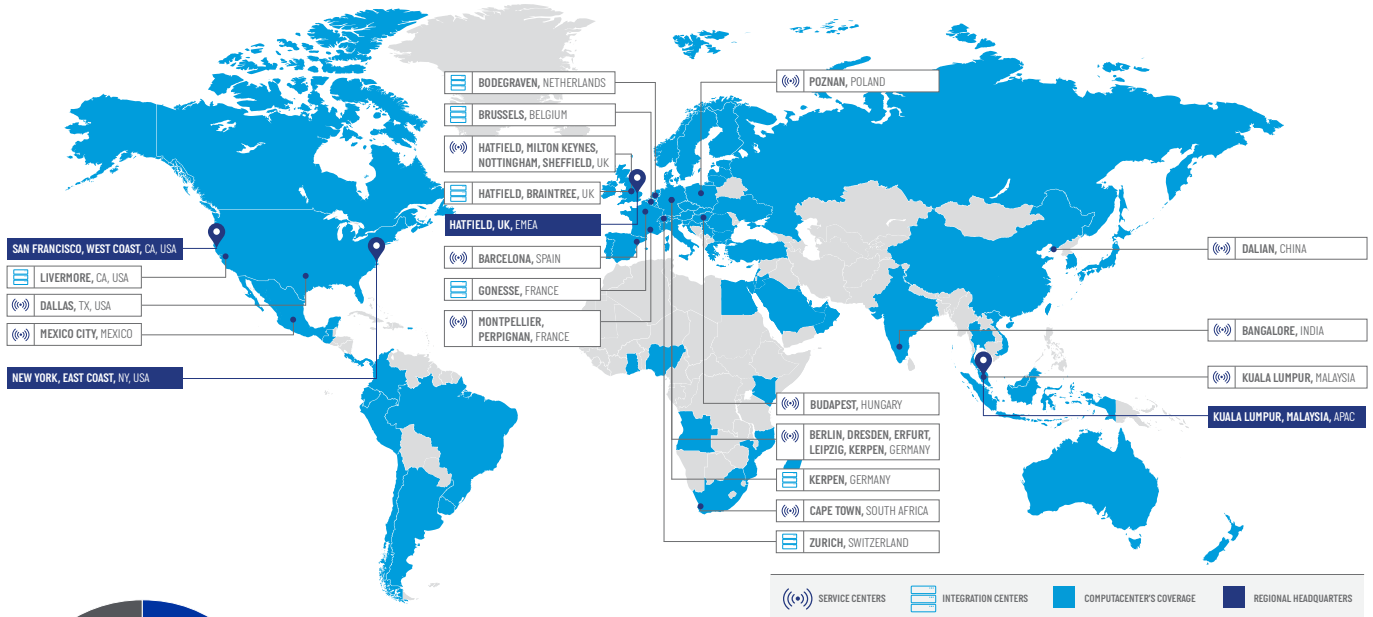 BODEGRAVEN, NETHERLANDS
BRUSSELS, BELGIUM
HATFIELD, MILTON KEYNES,
NOTTINGHAM, SHEFFIELD, UK
HATFIELD, BRAINTREE, UK
HATFIELD, UK, EMEA
BARCELONA, SPAIN
GONESSE, FRANCE
MONTPELLIER,
PERPIGNAN, FRANCE
SAN FRANCISCO, WEST COAST, CA, USA
LIVERMORE, CA, USA
DALLAS, TX, USA
MEXICO CITY, MEXICO
NEW YORK, EAST COAST, NY, USA
POZNAN, POLAND
DALIAN, CHINA
BANGALORE, INDIA
KUALA LUMPUR, MALAYSIA
KUALA LUMPUR, MALAYSIA, APAC
BUDAPEST, HUNGARY
BERLIN, DRESDEN, ERFURT,
LEIPZIG, KERPEN, GERMANY
KERPEN, GERMANY
CAPE TOWN, SOUTH AFRICA
ZURICH, SWITZERLAND
SERVICE CENTERS
INTEGRATION CENTERS
COMPUTACENTER'S COVERAGE
REGIONAL HEADQUARTERS